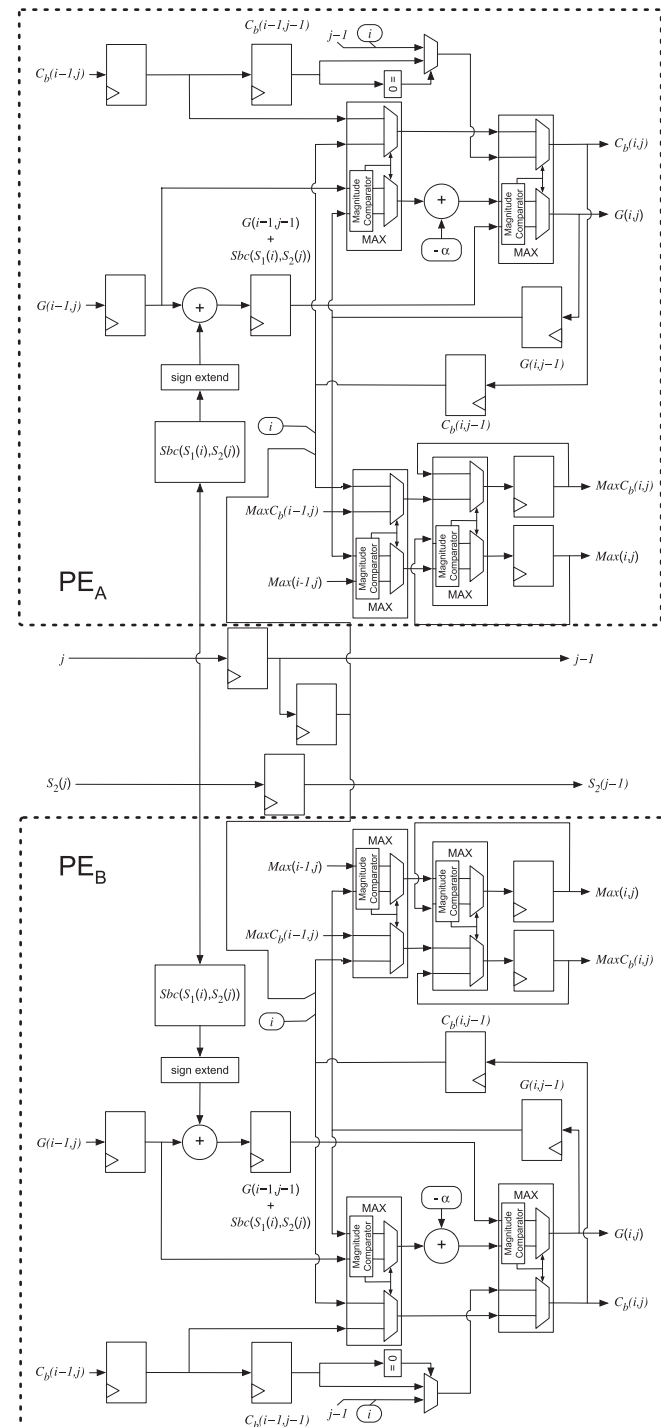 C_b(i−1,j−1)
j−1
i
C_b(i−1,j)
= 0
Magnitude
Comparator
MAX
Magnitude
Comparator
MAX
C_b(i,j)
G(i,j)
+
- α
G(i−1,j−1)
+
Sbc(S_1(i),S_2(j))
G(i−1,j)
+
G(i,j−1)
sign extend
C_b(i,j−1)
i
Sbc(S_1(i),S_2(j))
MaxC_b(i−1,j)
MaxC_b(i,j)
Magnitude
Comparator
MAX
Magnitude
Comparator
MAX
Max(i-1,j)
Max(i,j)
PE_A
j
j−1
S_2(j)
S_2(j−1)
PE_B
MAX
Magnitude
Comparator
MAX
Magnitude
Comparator
Max(i-1,j)
Max(i,j)
MaxC_b(i−1,j)
MaxC_b(i,j)
Sbc(S_1(i),S_2(j))
i
C_b(i,j−1)
sign extend
G(i,j−1)
G(i−1,j)
+
G(i−1,j−1)
+
Sbc(S_1(i),S_2(j))
- α
+
MAX
Magnitude
Comparator
MAX
Magnitude
Comparator
G(i,j)
C_b(i,j)
C_b(i−1,j)
= 0
C_b(i−1,j−1)
j−1
i